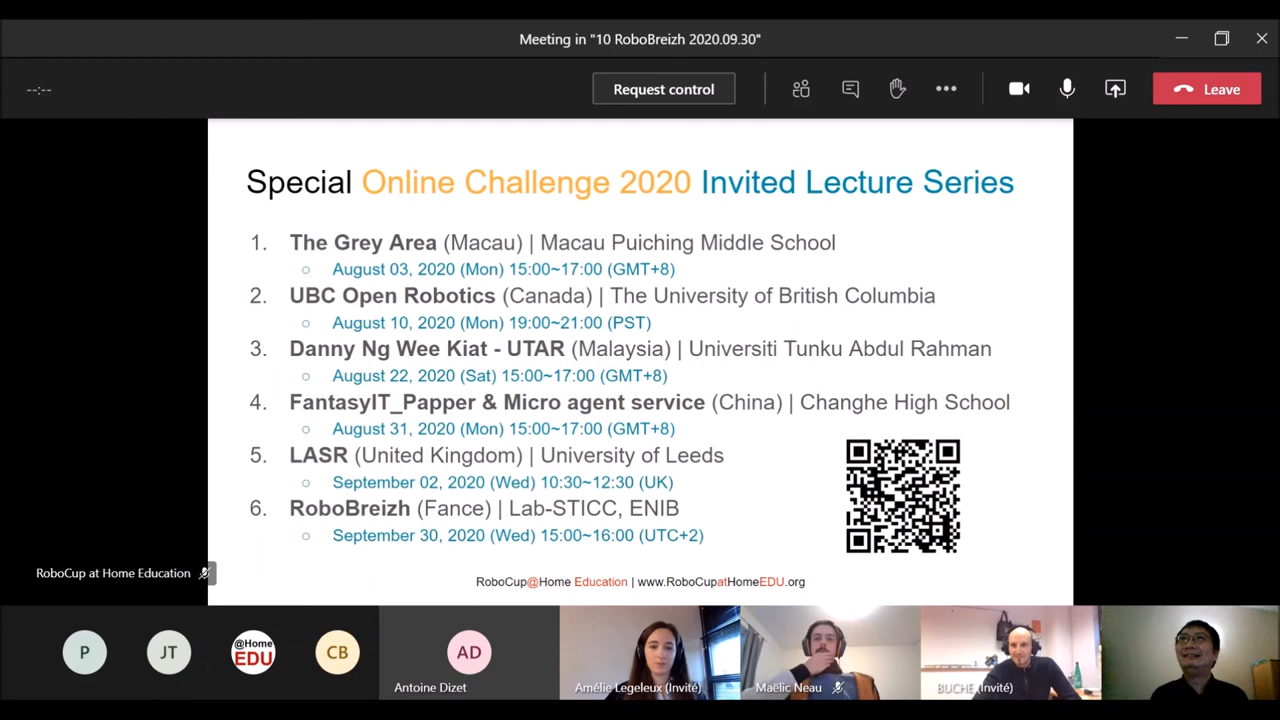 Meeting in "10 RoboBreizh 2020.09.30"
--:--
Request control
Leave
Special Online Challenge 2020 Invited Lecture Series
1. The Grey Area (Macau) | Macau Puiching Middle School
○ August 03, 2020 (Mon) 15:00~17:00 (GMT+8)
2. UBC Open Robotics (Canada) | The University of British Columbia
○ August 10, 2020 (Mon) 19:00~21:00 (PST)
3. Danny Ng Wee Kiat - UTAR (Malaysia) | Universiti Tunku Abdul Rahman
○ August 22, 2020 (Sat) 15:00~17:00 (GMT+8)
4. FantasyIT_Papper & Micro agent service (China) | Changhe High School
○ August 31, 2020 (Mon) 15:00~17:00 (GMT+8)
5. LASR (United Kingdom) | University of Leeds
○ September 02, 2020 (Wed) 10:30~12:30 (UK)
6. RoboBreizh (Fance) | Lab-STICC, ENIB
○ September 30, 2020 (Wed) 15:00~16:00 (UTC+2)
RoboCup at Home Education
RoboCup@Home Education | www.RoboCupatHomeEDU.org
P
JT
@Home
EDU
CB
AD
Antoine Dizet
Amélie Legeleux (Invité)
Maëlic Neau
BUCHE (Invité)